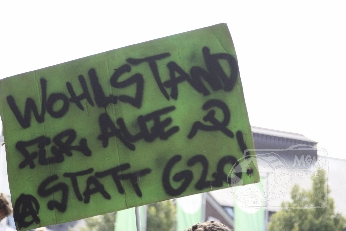 WOHLSTAND
FÜR ALLE ☭
Ⓐ STATT G20!